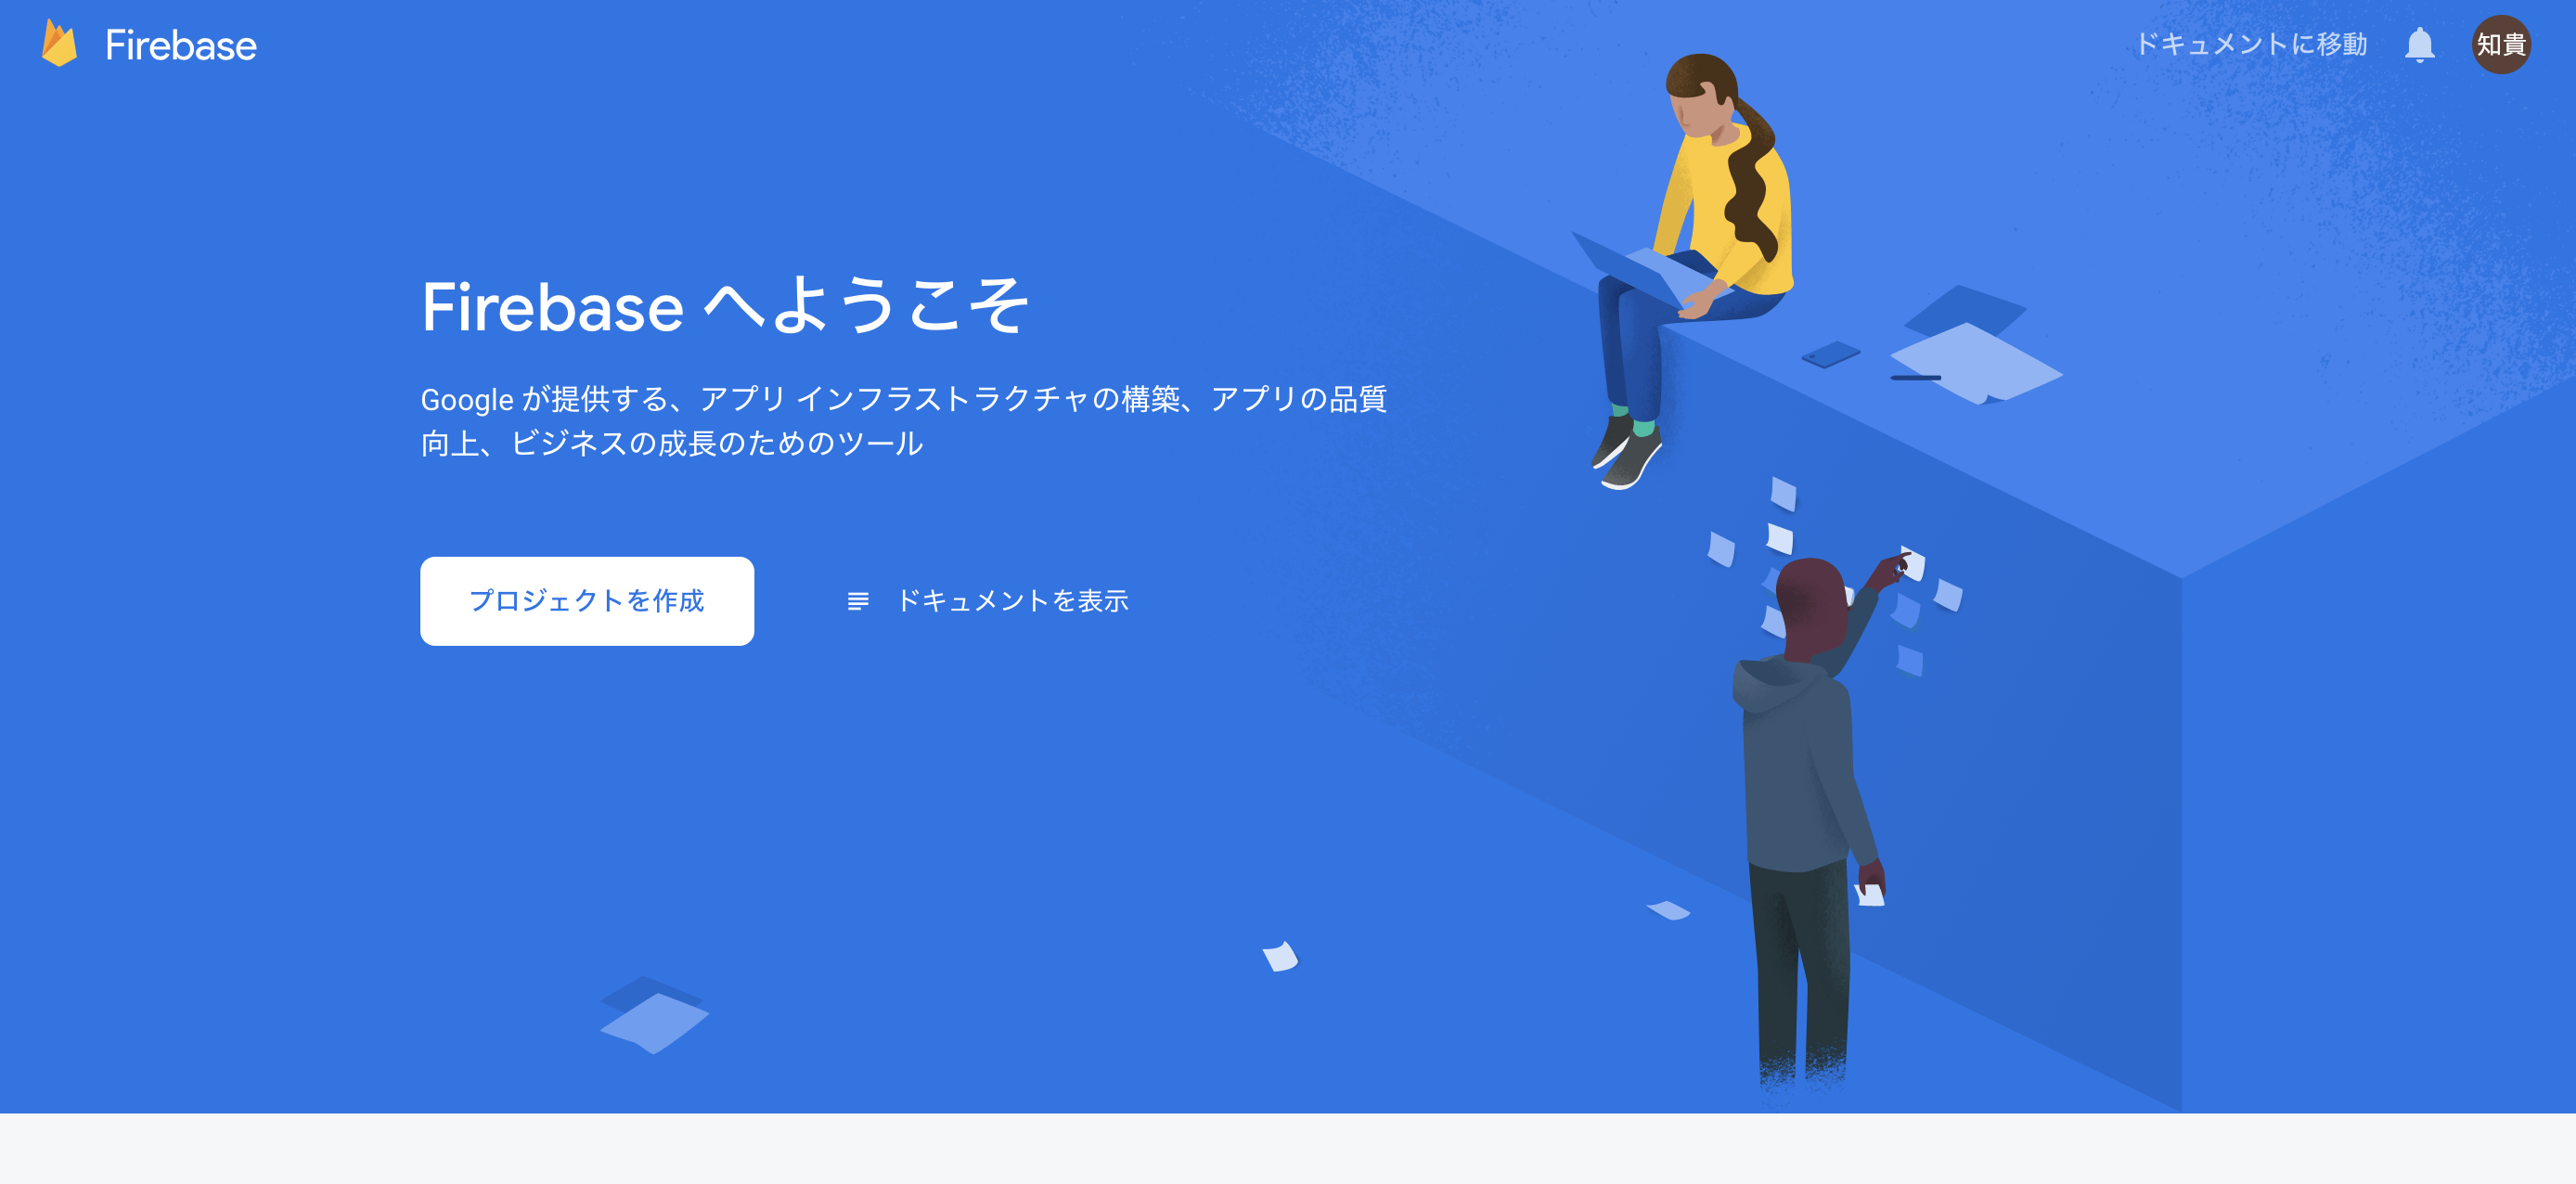 Firebase
ドキュメントに移動
知貴
Firebase へようこそ
Google が提供する、アプリ インフラストラクチャの構築、アプリの品質
向上、ビジネスの成長のためのツール
プロジェクトを作成
ドキュメントを表示